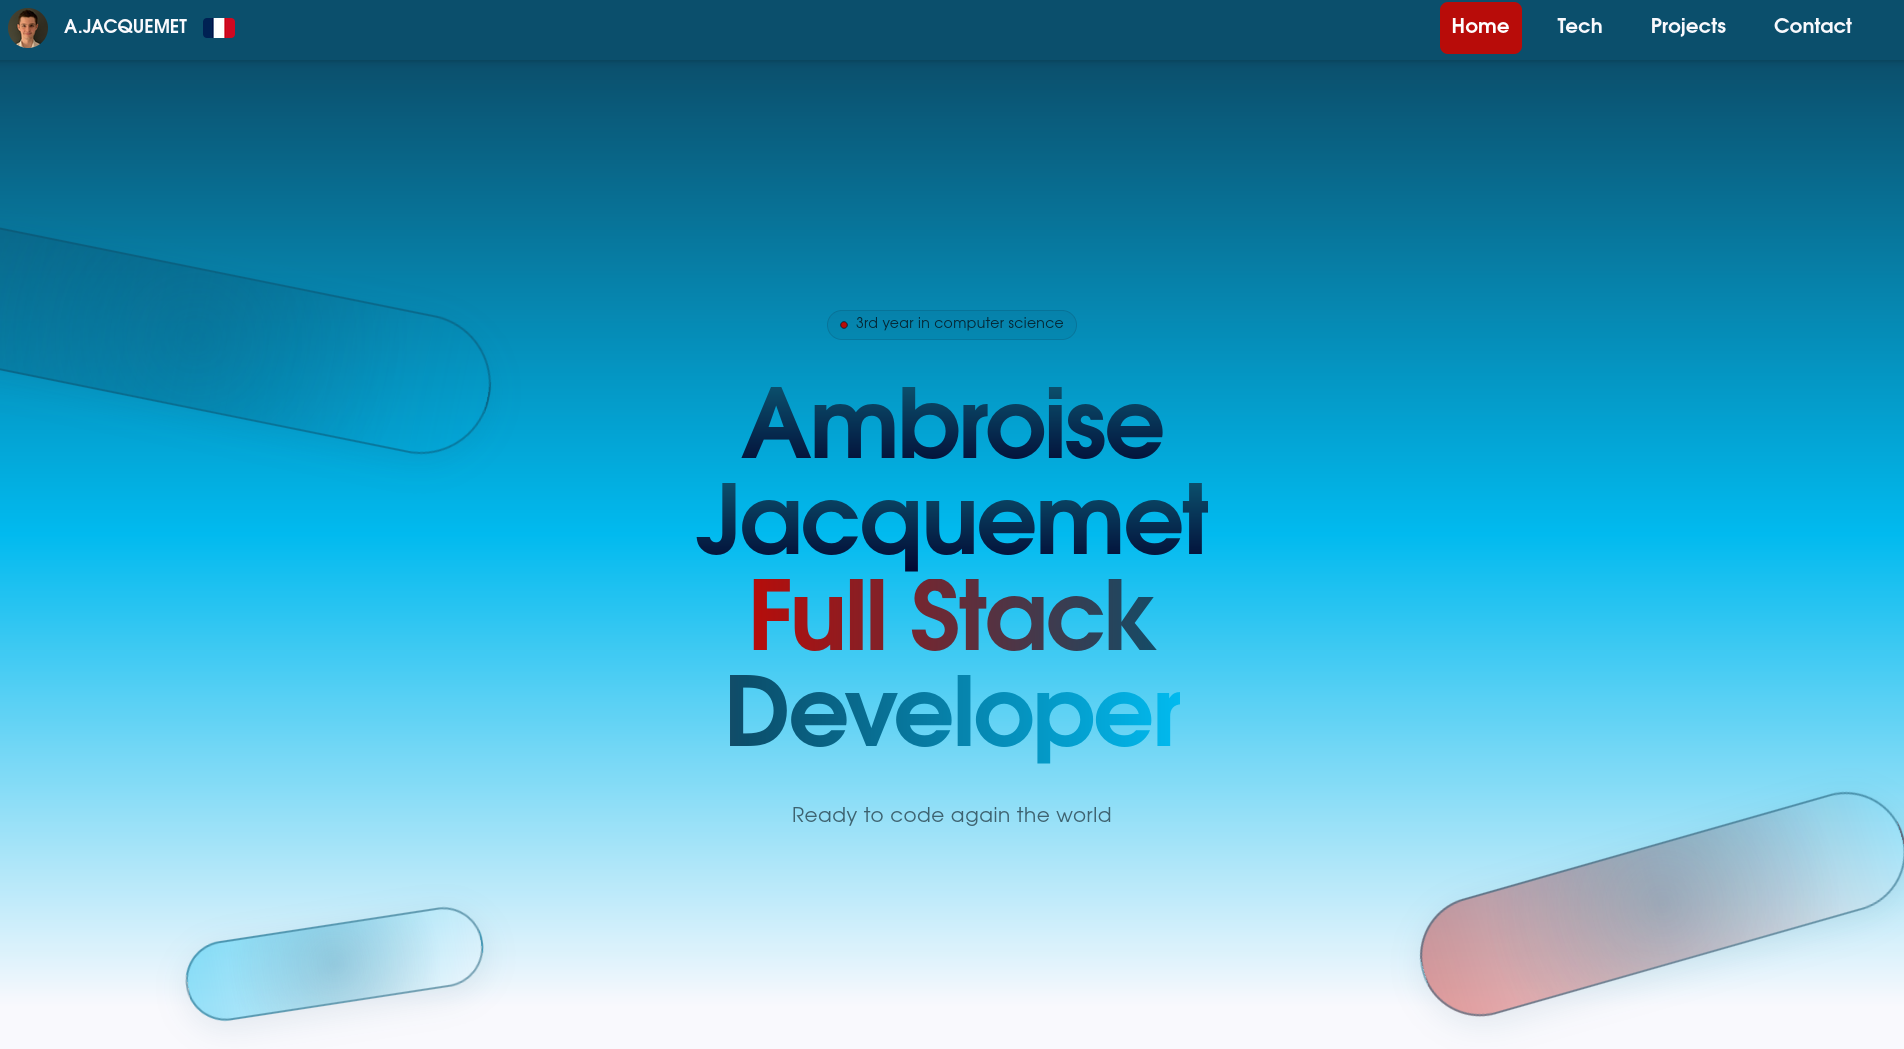 A.JACQUEMET
Home
Tech
Projects
Contact
3rd year in computer science
Ambroise
Jacquemet
Full Stack
Developer
Ready to code again the world